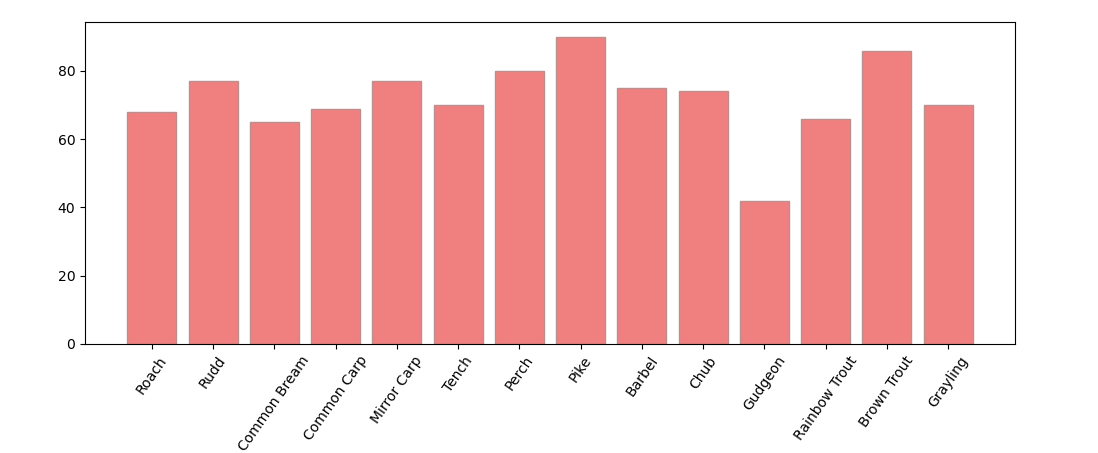 80
60
40
20
0
Roach
Rudd
Common Bream
Common Carp
Mirror Carp
Tench
Perch
Pike
Barbel
Chub
Gudgeon
Rainbow Trout
Brown Trout
Grayling